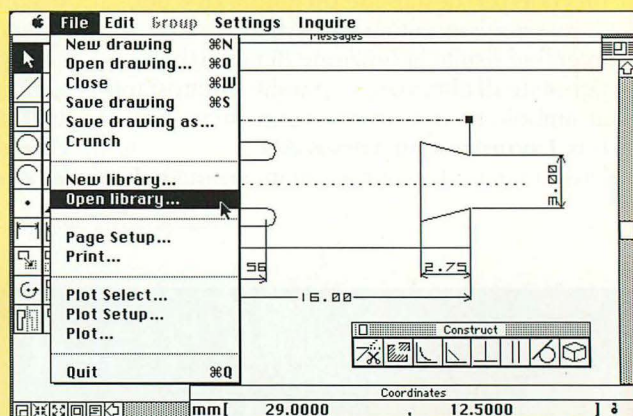 File Edit Group Settings Inquire
Messages
New drawing ⌘N
Open drawing... ⌘O
Close ⌘W
Save drawing ⌘S
Save drawing as...
Crunch
New library...
Open library...
Page Setup...
Print...
Plot Select...
Plot Setup...
Plot...
Quit ⌘Q
3.00
56
2.75
16.00
Construct
Coordinates
mm[ 29.0000 , 12.5000 ]